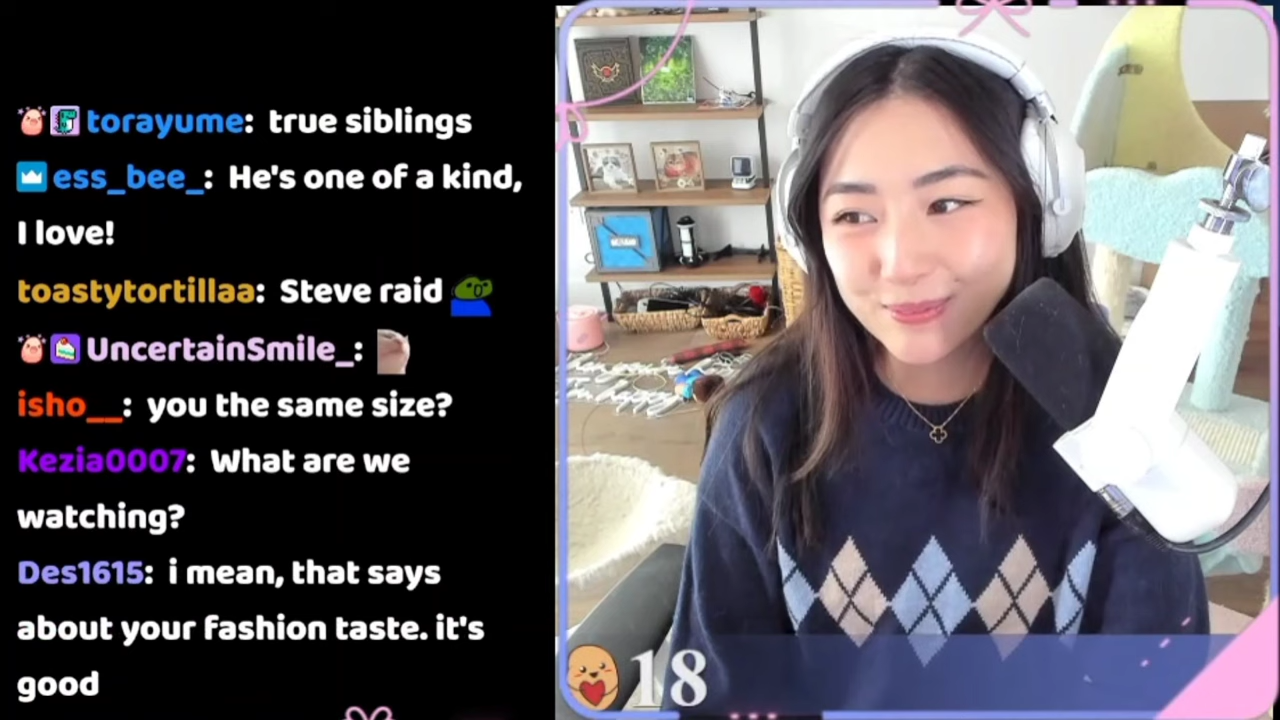 torayume: true siblings
ess_bee_: He's one of a kind,
I love!
toastytortillaa: Steve raid
UncertainSmile_:
isho__: you the same size?
Kezia0007: What are we
watching?
Des1615: i mean, that says
about your fashion taste. it's
good
18